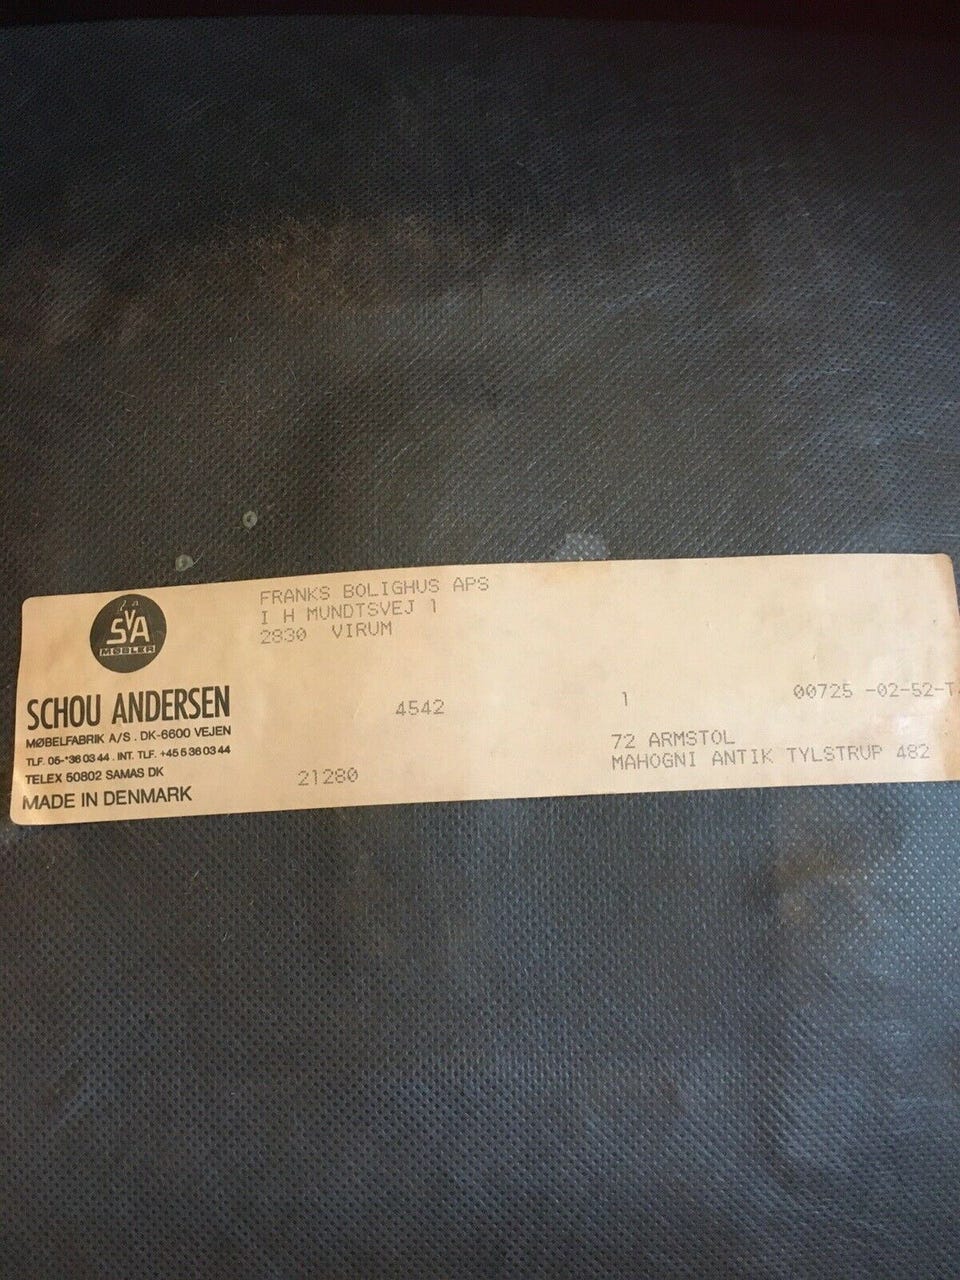 SVA
MØBLER
SCHOU ANDERSEN
MØBELFABRIK A/S . DK-6600 VEJEN
TLF. 05-*36 03 44 . INT. TLF. +45 5 36 03 44
TELEX 50802 SAMAS DK
MADE IN DENMARK
FRANKS BOLIGHUS APS
I H MUNDTSVEJ 1
2830 VIRUM
4542
1
00725 -02-52-T
21280
72 ARMSTOL
MAHOGNI ANTIK TYLSTRUP 482